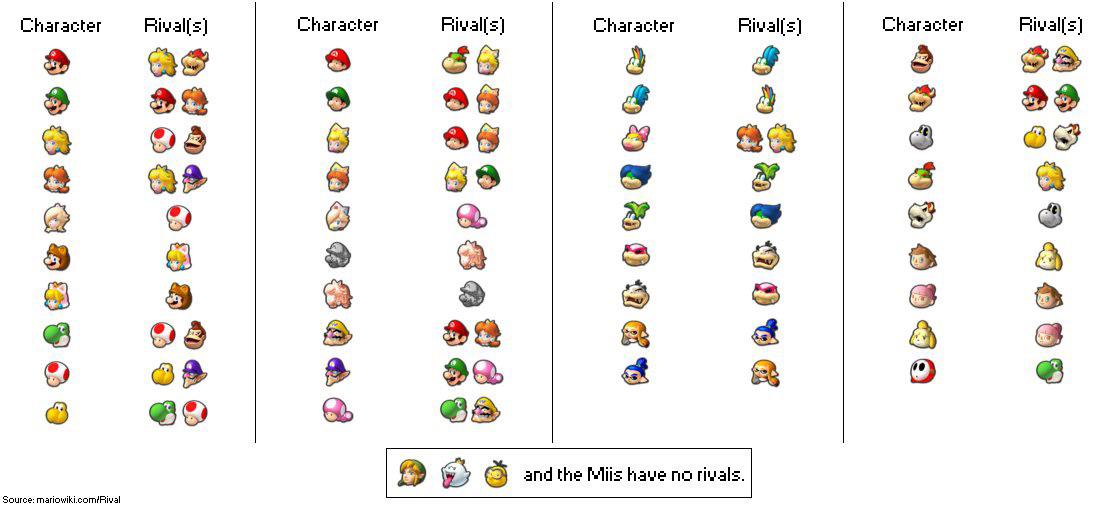 Character Rival(s) Character Rival(s) Character Rival(s) Character Rival(s)
and the Miis have no rivals.
Source: mariowiki.com/Rival